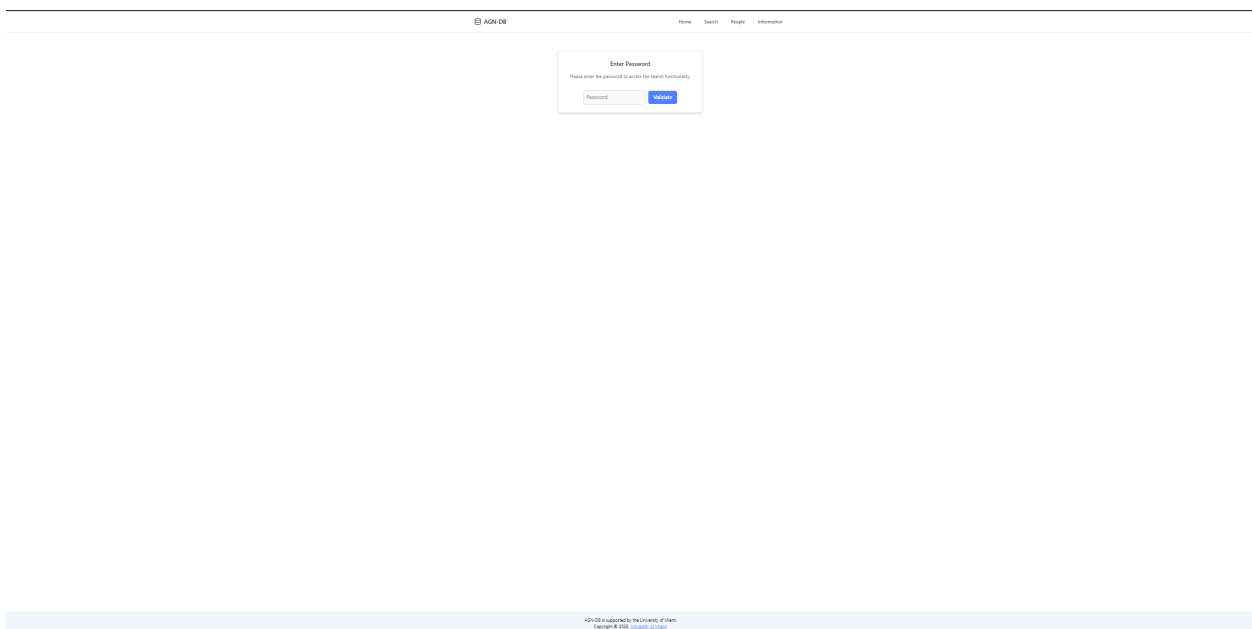 AGN-DB
Home Search People Information
Enter Password
Please enter the password to access the search functionality.
Password Validate
AGN-DB is supported by the University of Miami
Copyright © 2025, University of Miami